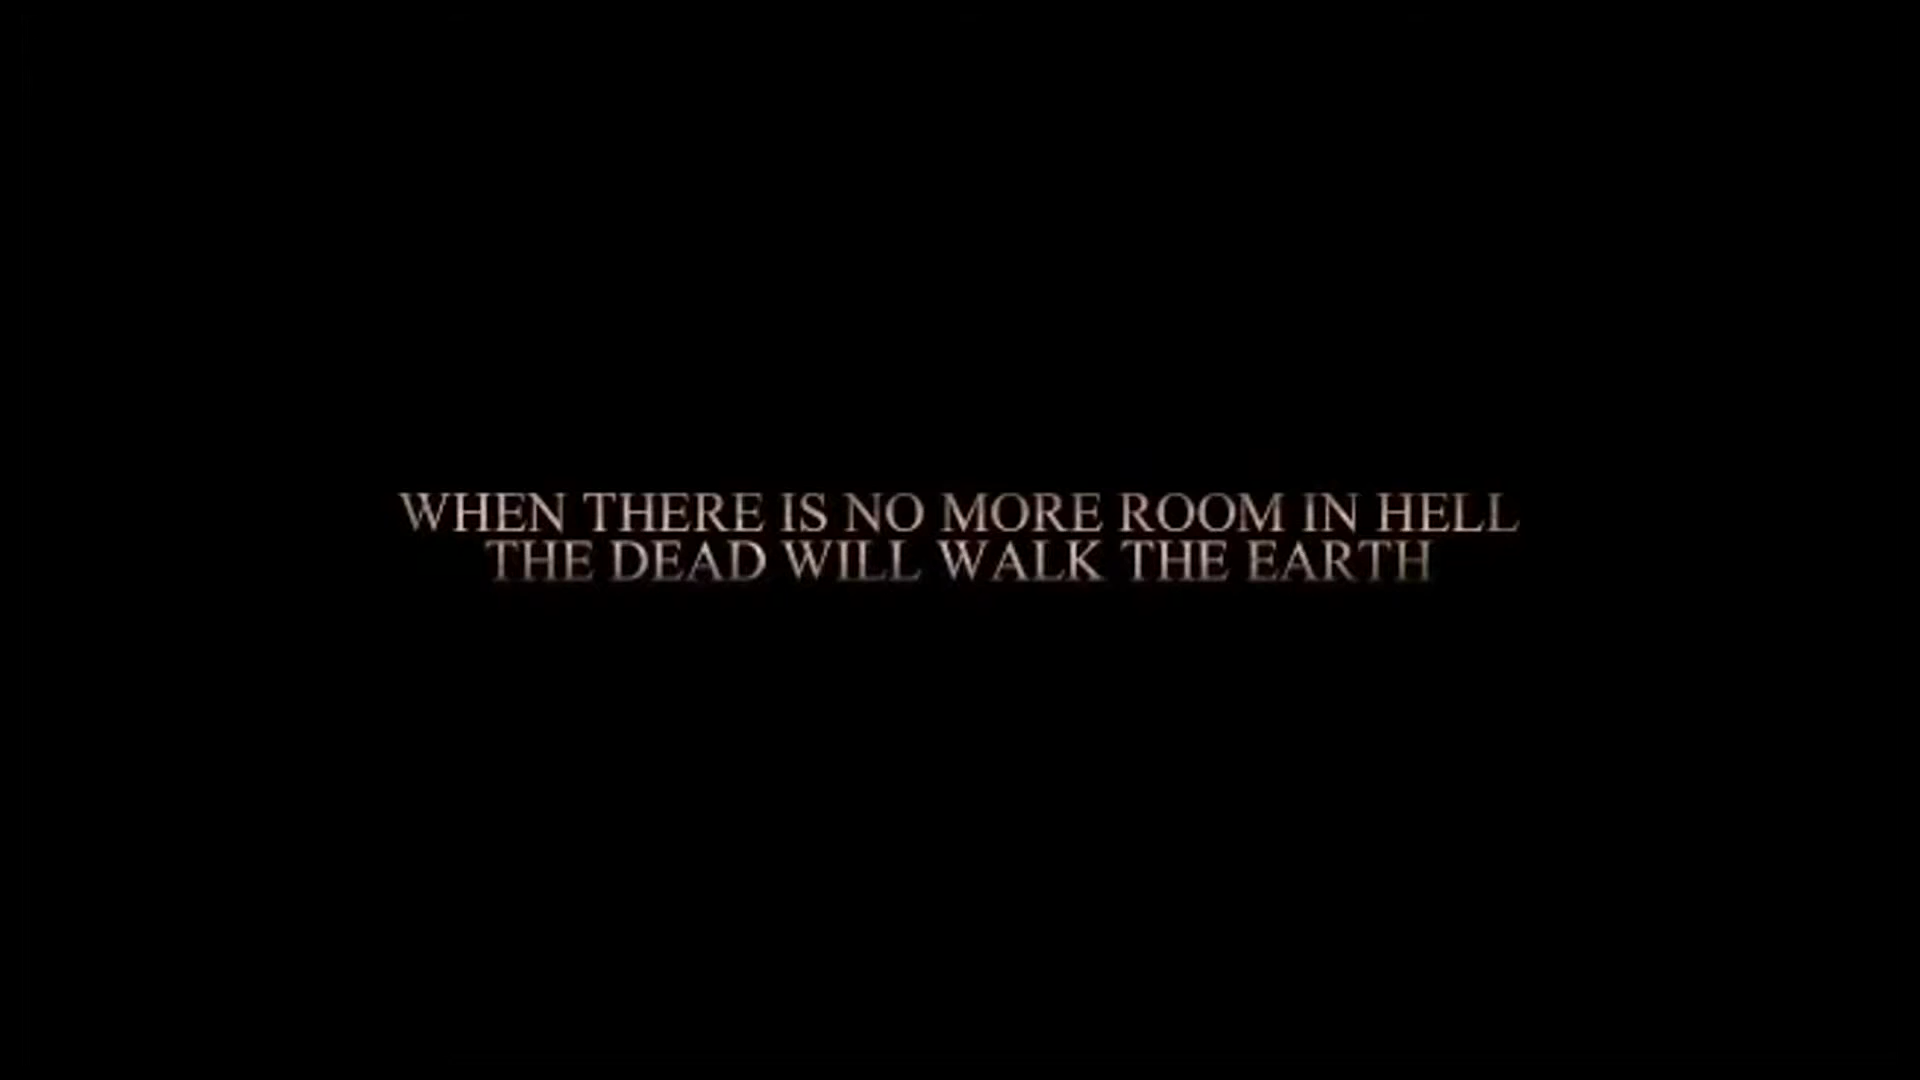 WHEN THERE IS NO MORE ROOM IN HELL
THE DEAD WILL WALK THE EARTH